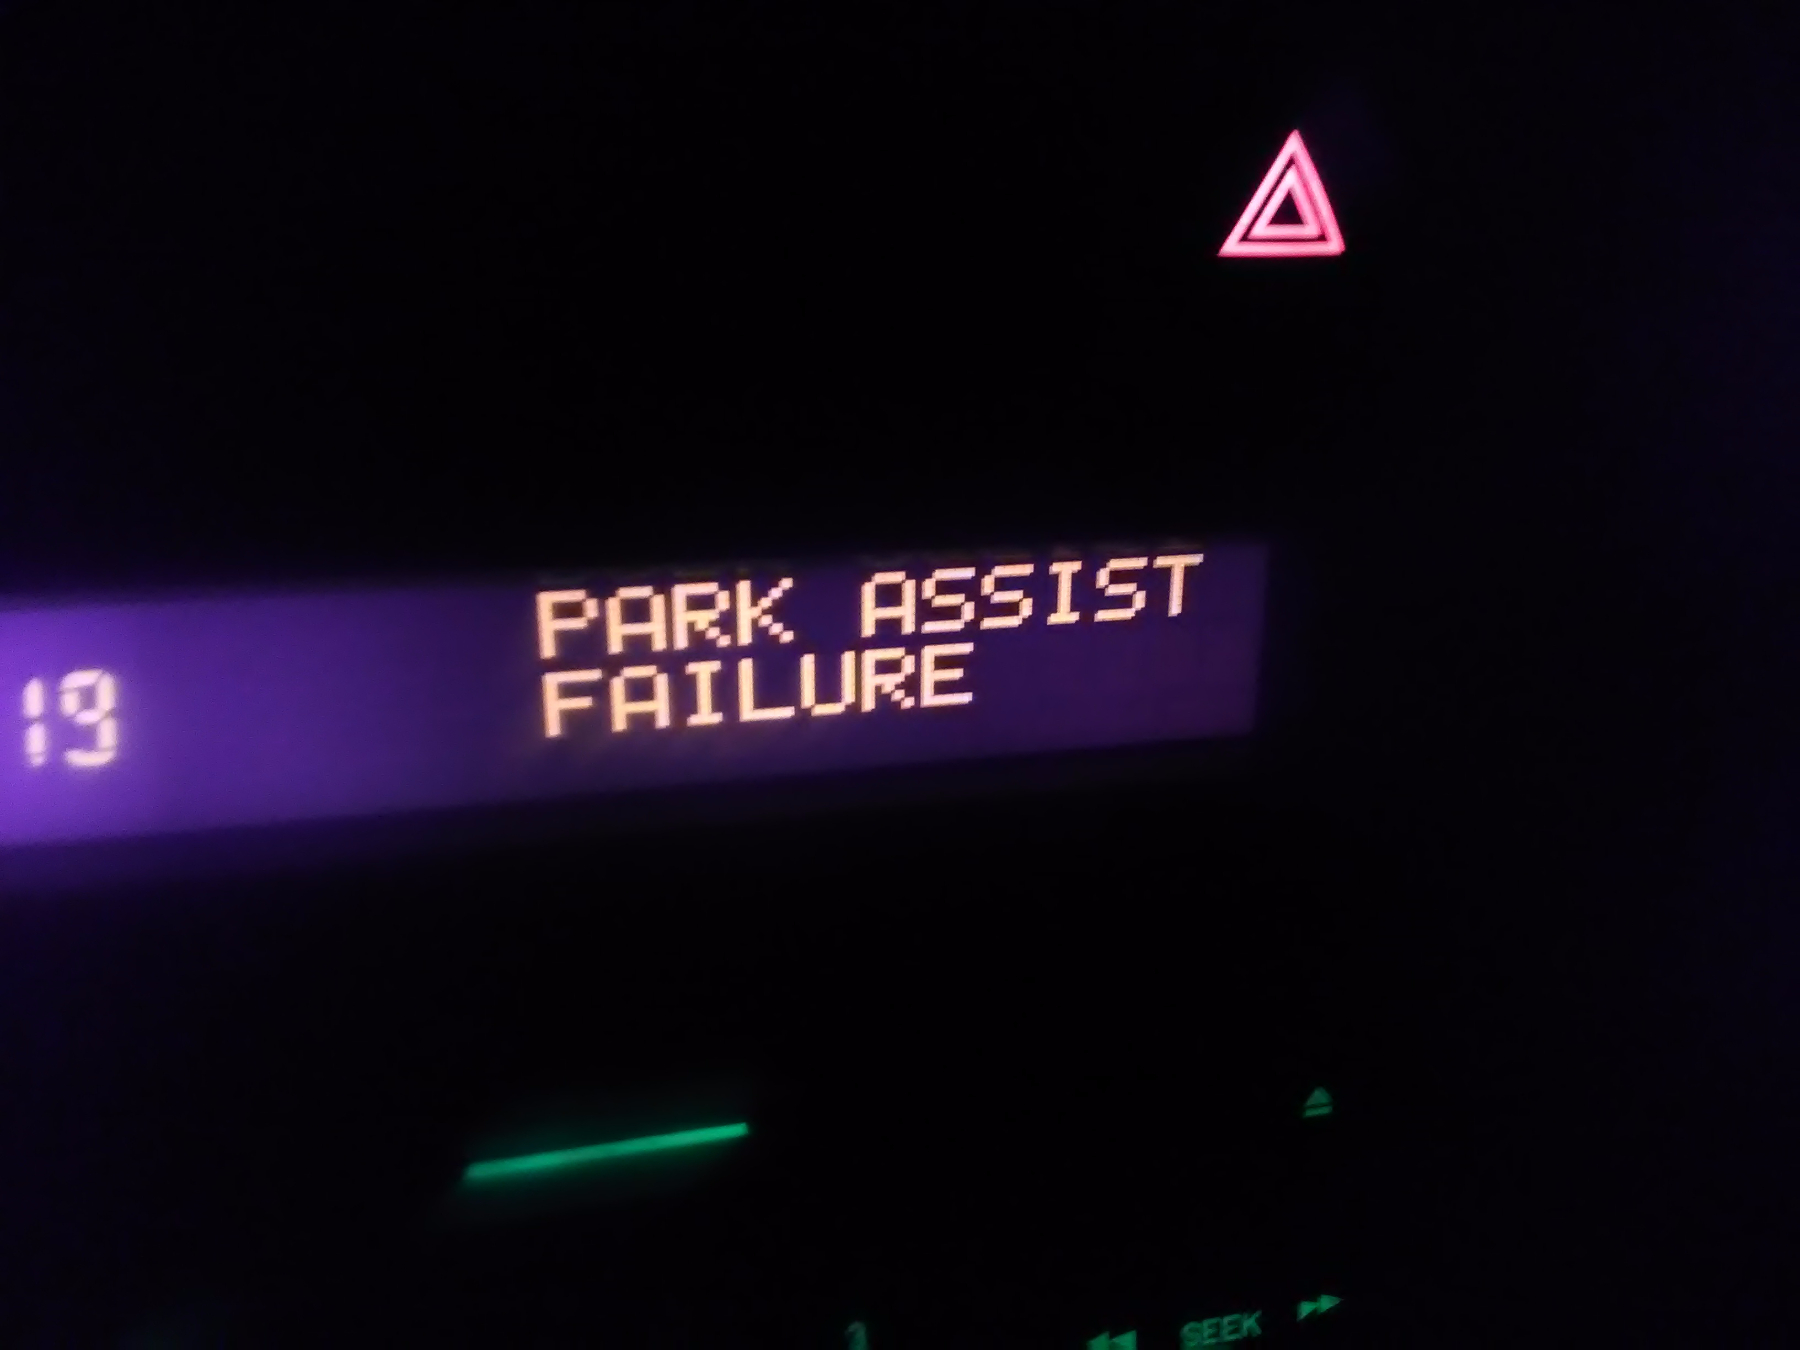 PARK ASSIST
FAILURE
19
SEEK